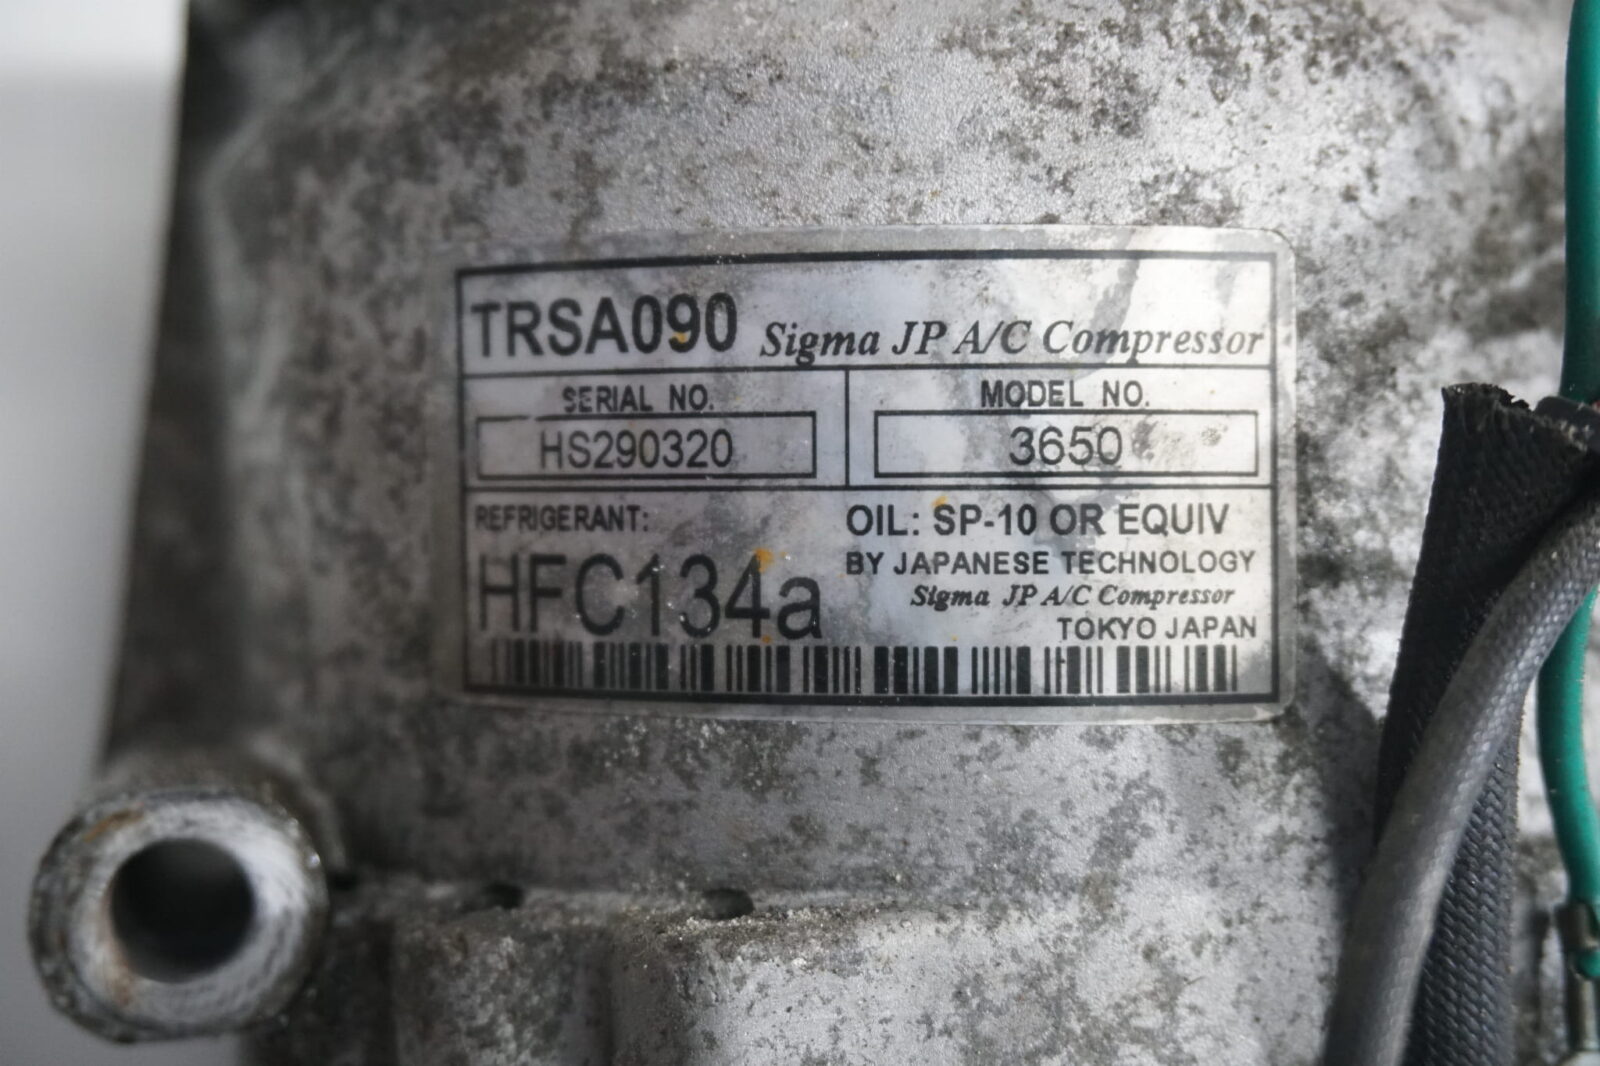 TRSA090 Sigma JP A/C Compressor
SERIAL NO.
HS290320
MODEL NO.
3650
REFRIGERANT:
HFC134a
OIL: SP-10 OR EQUIV
BY JAPANESE TECHNOLOGY
Sigma JP A/C Compressor
TOKYO JAPAN